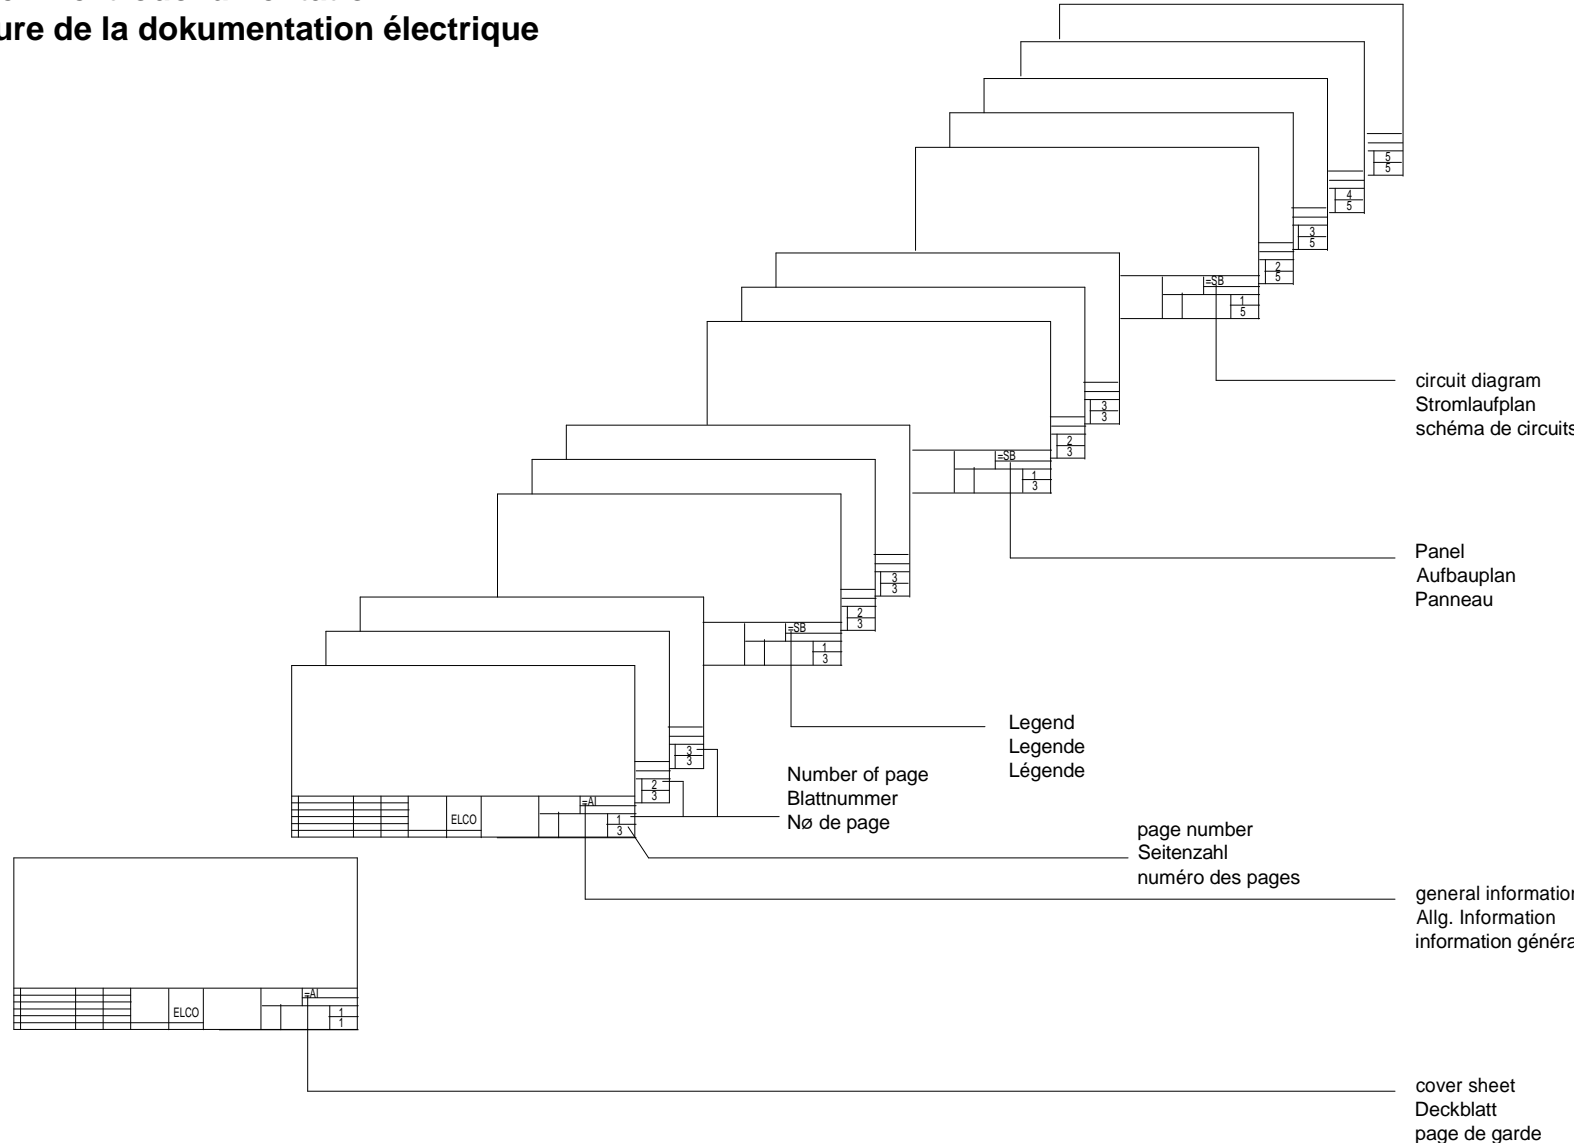 ure de la dokumentation électrique
5
5
4
5
3
5
2
5
=SB
1
5
circuit diagram
Stromlaufplan
schéma de circuits
3
3
2
3
=SB
1
3
Panel
Aufbauplan
Panneau
3
3
2
3
=SB
1
3
Legend
Legende
Légende
3
3
2
3
=AI
ELCO
1
3
Number of page
Blattnummer
Nø de page
page number
Seitenzahl
numéro des pages
general information
Allg. Information
information généra
=AI
ELCO
1
1
cover sheet
Deckblatt
page de garde